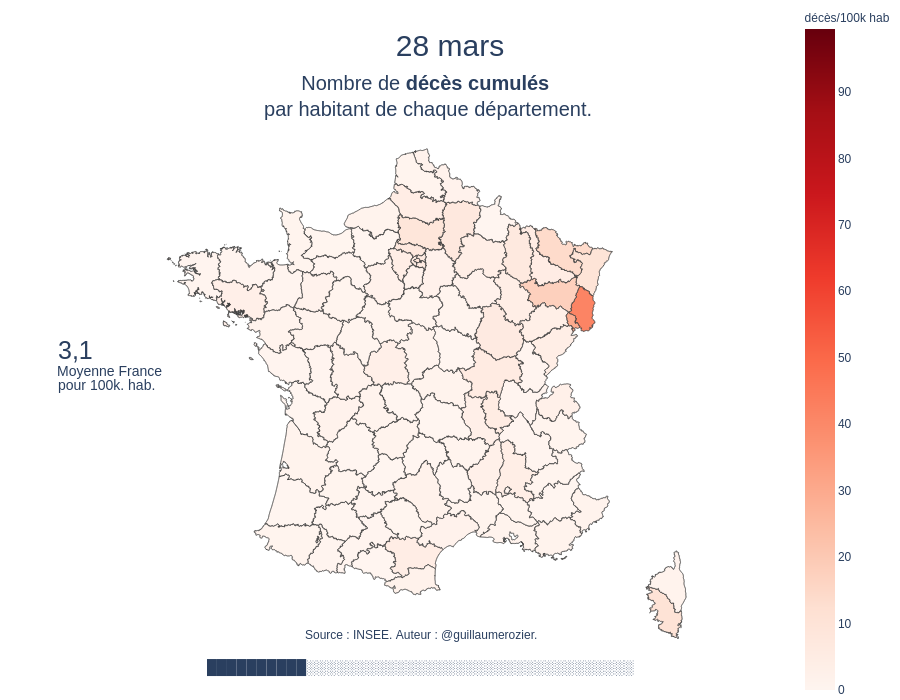 décès/100k hab
28 mars
Nombre de décès cumulés
par habitant de chaque département.
90
80
70
60
50
40
30
20
10
0
3,1
Moyenne France
pour 100k. hab.
Source : INSEE. Auteur : @guillaumerozier.